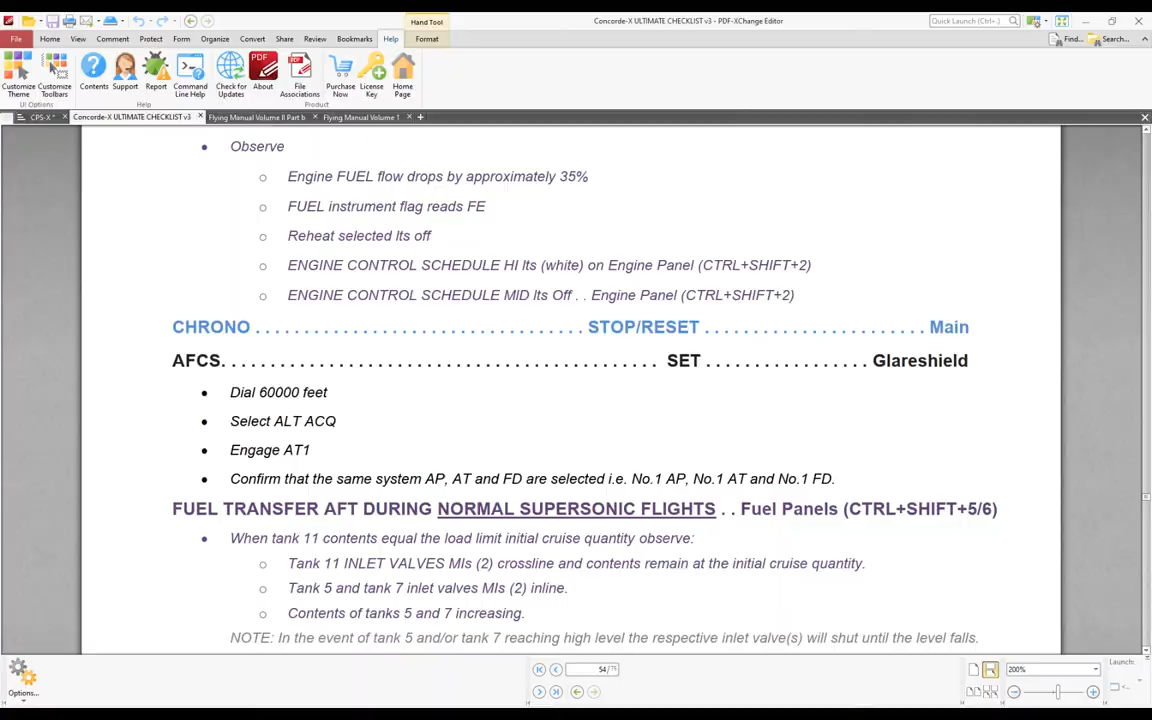 Hand Tool
Concorde-X ULTIMATE CHECKLIST v3 - PDF-XChange Editor
Quick Launch (Ctrl+.)
File Home View Comment Protect Form Organize Convert Share Review Bookmarks Help Format
Find... Search...
Customize Theme
Customize Toolbars
Contents
Support
Report
Command Line Help
Check for Updates
About
File Associations
Purchase Now
License Key
Home Page
UI Options Help Product
CPS-X * Concorde-X ULTIMATE CHECKLIST v3 Flying Manual Volume II Part b Flying Manual Volume 1
• Observe
o Engine FUEL flow drops by approximately 35%
o FUEL instrument flag reads FE
o Reheat selected lts off
o ENGINE CONTROL SCHEDULE HI lts (white) on Engine Panel (CTRL+SHIFT+2)
o ENGINE CONTROL SCHEDULE MID lts Off . . Engine Panel (CTRL+SHIFT+2)
CHRONO . . . . . . . . . . . . . . . . . . . . . . . . . . . . . . . . . STOP/RESET . . . . . . . . . . . . . . . . . . . . . . Main
AFCS. . . . . . . . . . . . . . . . . . . . . . . . . . . . . . . . . . . . . . . . . . . SET . . . . . . . . . . . . . . . . Glareshield
• Dial 60000 feet
• Select ALT ACQ
• Engage AT1
• Confirm that the same system AP, AT and FD are selected i.e. No.1 AP, No.1 AT and No.1 FD.
FUEL TRANSFER AFT DURING NORMAL SUPERSONIC FLIGHTS . . Fuel Panels (CTRL+SHIFT+5/6)
• When tank 11 contents equal the load limit initial cruise quantity observe:
o Tank 11 INLET VALVES MIs (2) crossline and contents remain at the initial cruise quantity.
o Tank 5 and tank 7 inlet valves MIs (2) inline.
o Contents of tanks 5 and 7 increasing.
NOTE: In the event of tank 5 and/or tank 7 reaching high level the respective inlet valve(s) will shut until the level falls.
Options...
54 / 75
200%
Launch: